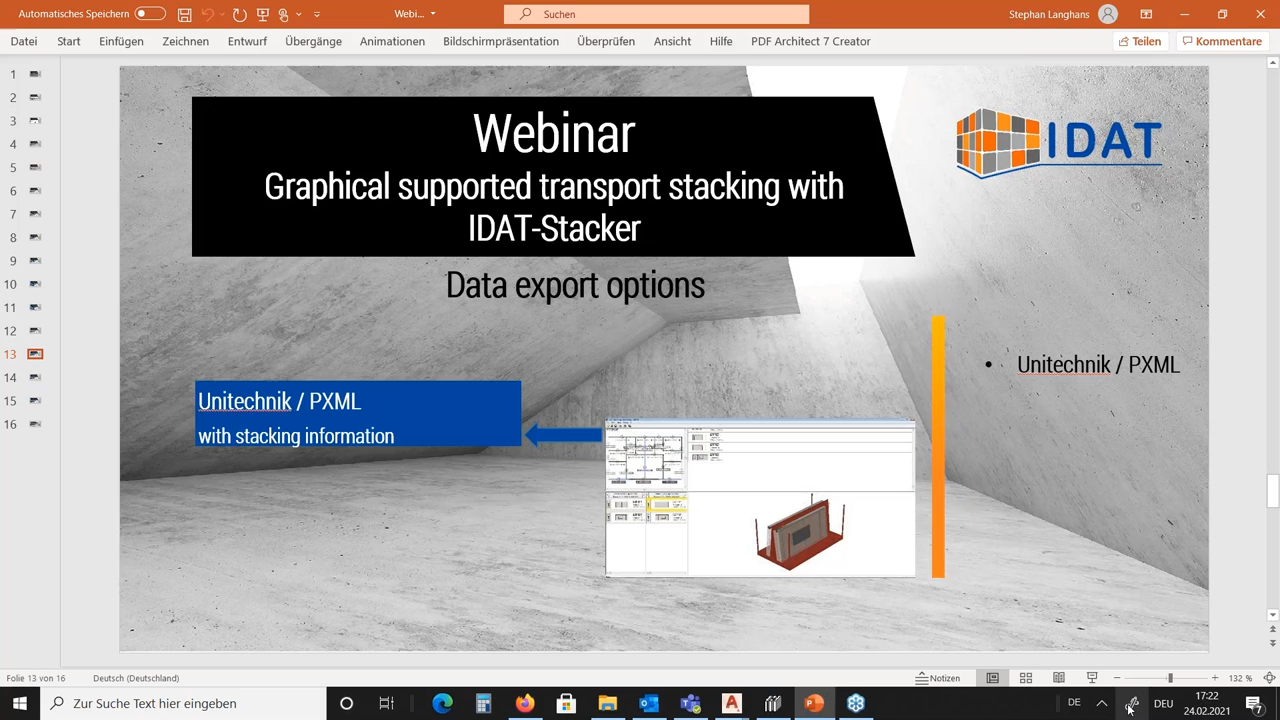 Automatisches Speichern
Webi...
Suchen
Stephan Langhans
Datei
Start
Einfügen
Zeichnen
Entwurf
Übergänge
Animationen
Bildschirmpräsentation
Überprüfen
Ansicht
Hilfe
PDF Architect 7 Creator
Teilen
Kommentare
1
2
3
4
5
6
7
8
9
10
11
12
13
14
15
16
Webinar
Graphical supported transport stacking with
IDAT-Stacker
IDAT
Data export options
Unitechnik / PXML
with stacking information
• Unitechnik / PXML
Folie 13 von 16
Deutsch (Deutschland)
Notizen
132 %
Zur Suche Text hier eingeben
DE
DEU
17:22
24.02.2021
7